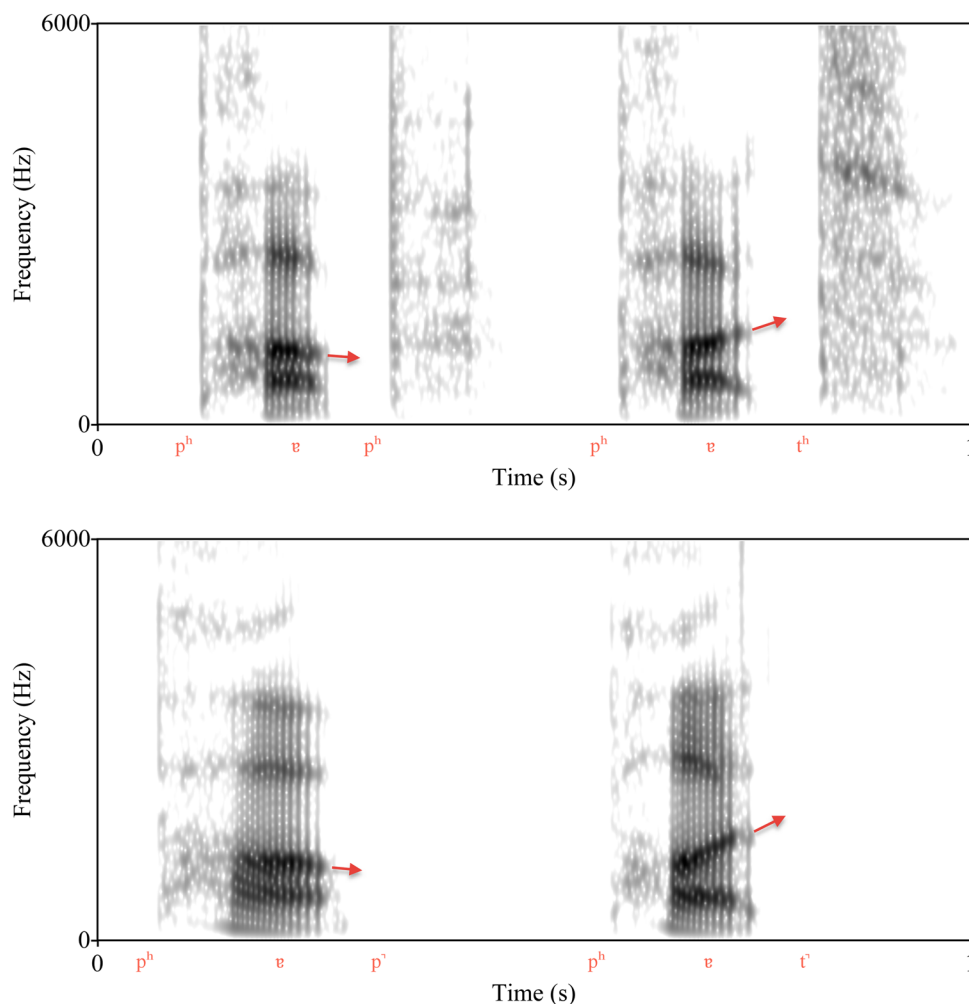 6000
Frequency (Hz)
0
0
pʰ ɐ pʰ pʰ ɐ tʰ
Time (s)
6000
Frequency (Hz)
0
0
pʰ ɐ p̚ pʰ ɐ t̚
Time (s)